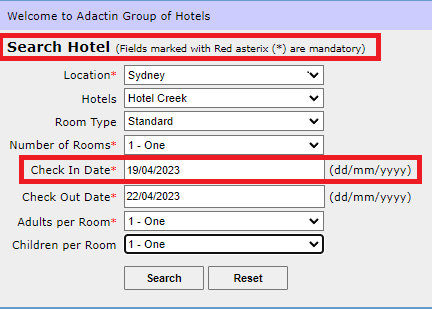 Welcome to Adactin Group of Hotels
Search Hotel (Fields marked with Red asterix (*) are mandatory)
Location* Sydney
Hotels Hotel Creek
Room Type Standard
Number of Rooms* 1 - One
Check In Date* 19/04/2023 (dd/mm/yyyy)
Check Out Date* 22/04/2023 (dd/mm/yyyy)
Adults per Room* 1 - One
Children per Room 1 - One
Search Reset